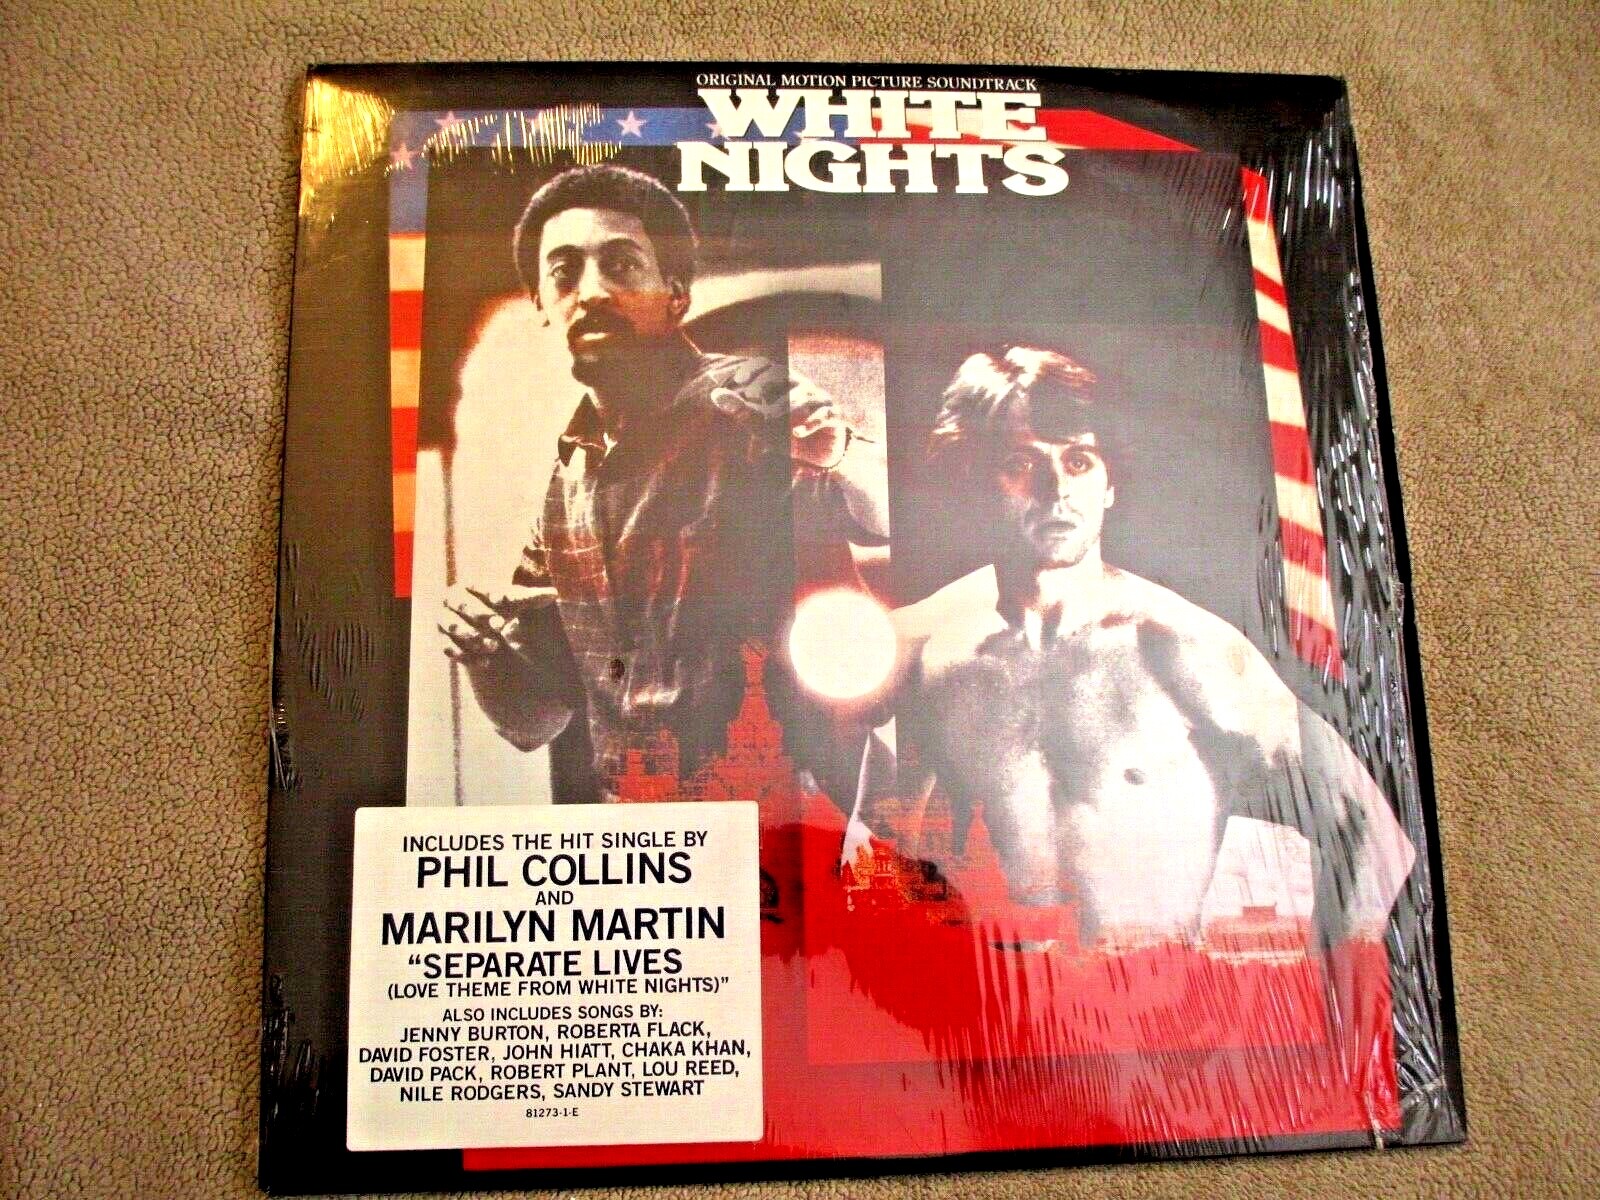 ORIGINAL MOTION PICTURE SOUNDTRACK
WHITE
NIGHTS
INCLUDES THE HIT SINGLE BY
PHIL COLLINS
AND
MARILYN MARTIN
“SEPARATE LIVES
(LOVE THEME FROM WHITE NIGHTS)”
ALSO INCLUDES SONGS BY:
JENNY BURTON, ROBERTA FLACK,
DAVID FOSTER, JOHN HIATT, CHAKA KHAN,
DAVID PACK, ROBERT PLANT, LOU REED,
NILE RODGERS, SANDY STEWART
81273-1-E